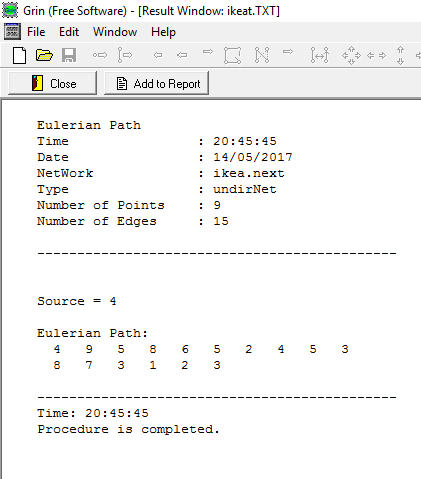 Grin (Free Software) - [Result Window: ikeat.TXT]
File Edit Window Help
Close Add to Report
Eulerian Path
Time : 20:45:45
Date : 14/05/2017
NetWork : ikea.next
Type : undirNet
Number of Points : 9
Number of Edges : 15
---------------------------------------------
Source = 4
Eulerian Path:
4 9 5 8 6 5 2 4 5 3
8 7 3 1 2 3
---------------------------------------------
Time: 20:45:45
Procedure is completed.